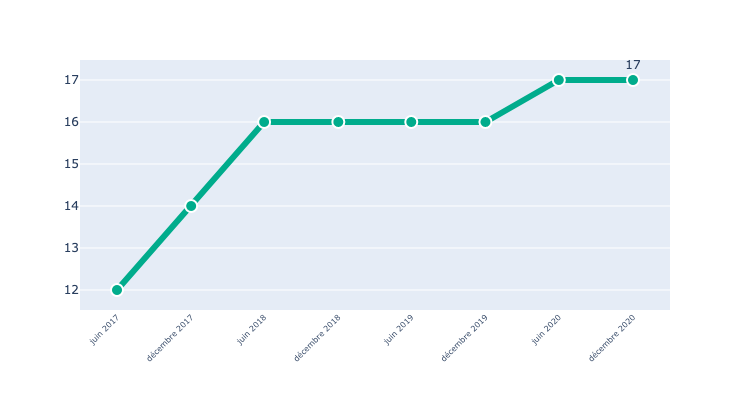 17
17
16
15
14
13
12
juin 2017
décembre 2017
juin 2018
décembre 2018
juin 2019
décembre 2019
juin 2020
décembre 2020